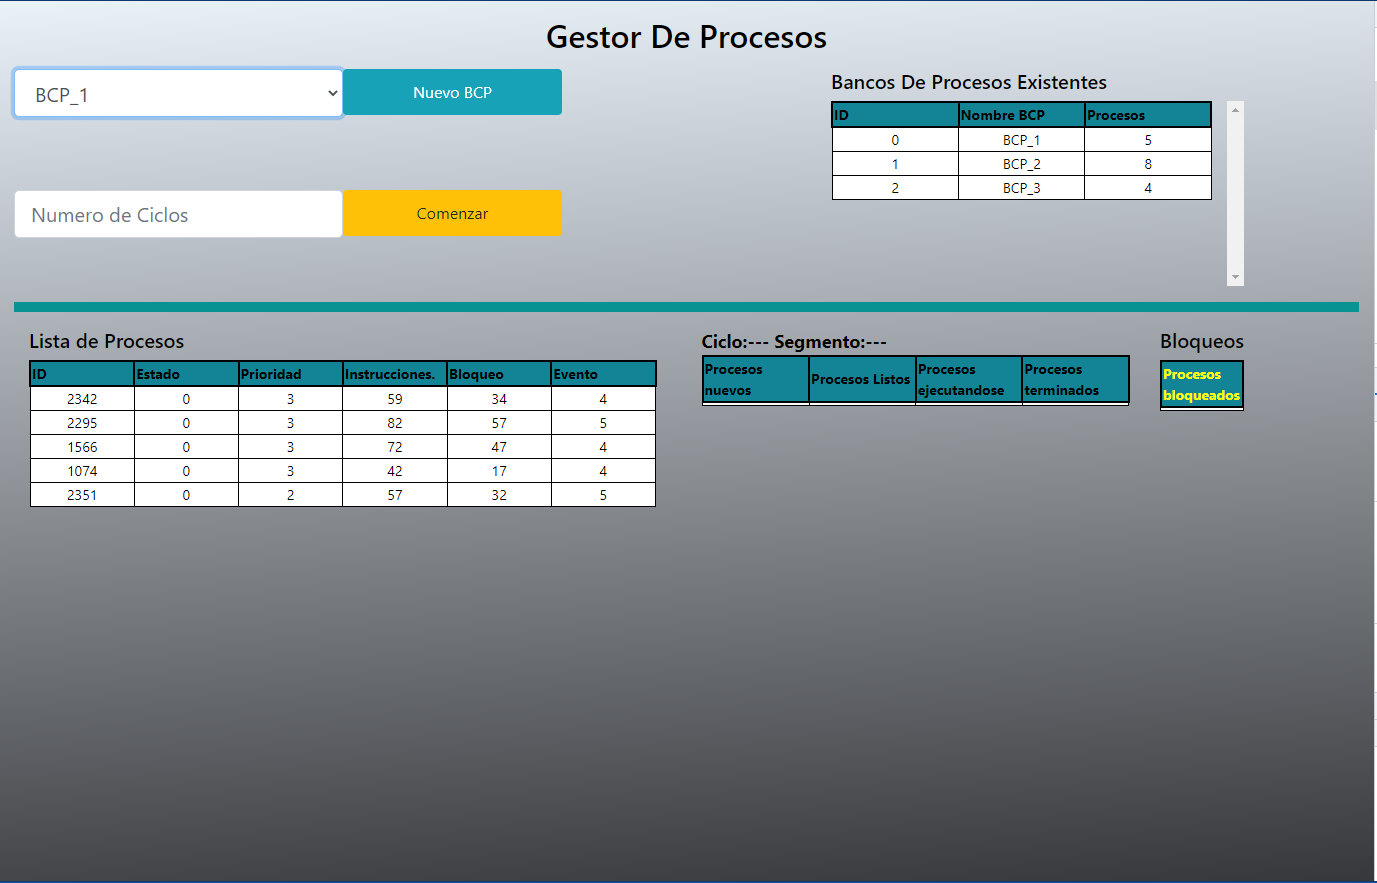 Gestor De Procesos
BCP_1
Nuevo BCP
Numero de Ciclos
Comenzar
Bancos De Procesos Existentes
ID Nombre BCP Procesos
0 BCP_1 5
1 BCP_2 8
2 BCP_3 4
Lista de Procesos
ID Estado Prioridad Instrucciones. Bloqueo Evento
2342 0 3 59 34 4
2295 0 3 82 57 5
1566 0 3 72 47 4
1074 0 3 42 17 4
2351 0 2 57 32 5
Ciclo:--- Segmento:---
Procesos
nuevos
Procesos Listos
Procesos
ejecutandose
Procesos
terminados
Bloqueos
Procesos
bloqueados